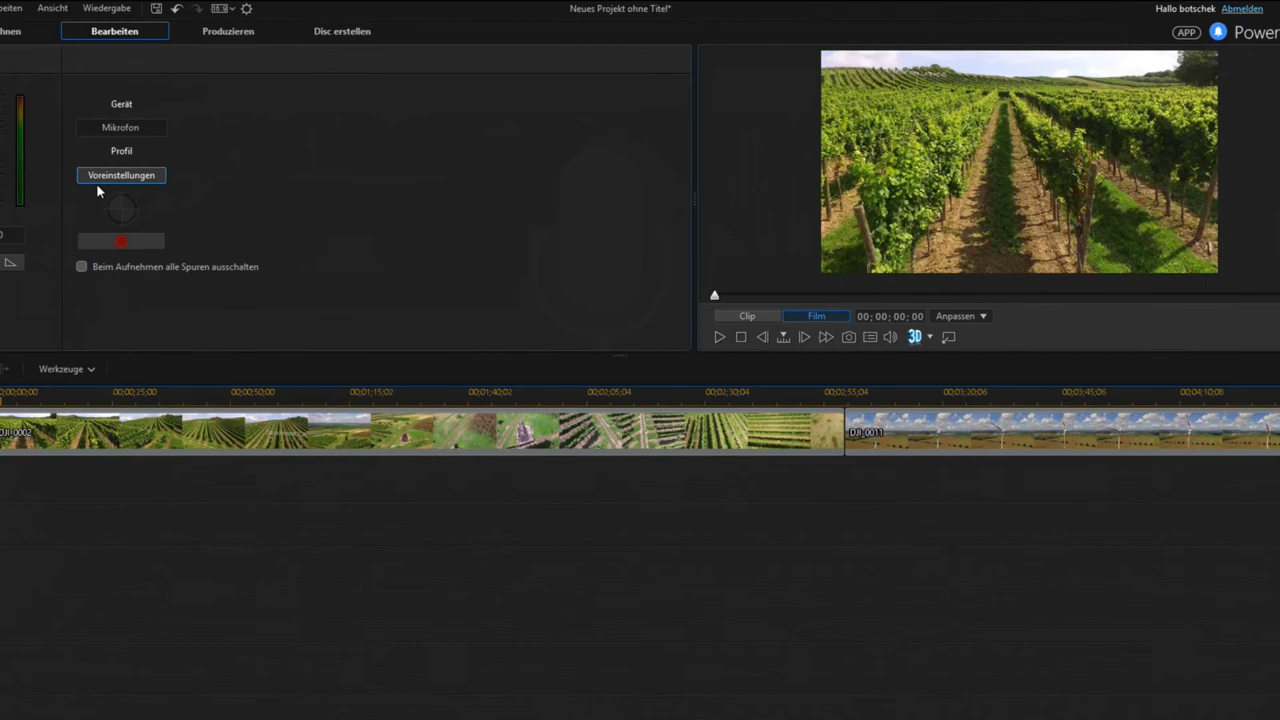 eiten Ansicht Wiedergabe 16:9 Neues Projekt ohne Titel* Hallo botschek Abmelden
hnen Bearbeiten Produzieren Disc erstellen APP Power
Gerät
Mikrofon
Profil
Voreinstellungen
0
Beim Aufnehmen alle Spuren ausschalten
Clip Film 00; 00; 00; 00 Anpassen
3D
Werkzeuge
00;00;00;00 00;00;25;00 00;00;50;00 00;01;15;02 00;01;40;02 00;02;05;04 00;02;30;04 00;02;55;04 00;03;20;06 00;03;45;06 00;04;10;08
DJI_0002 DJI_0011